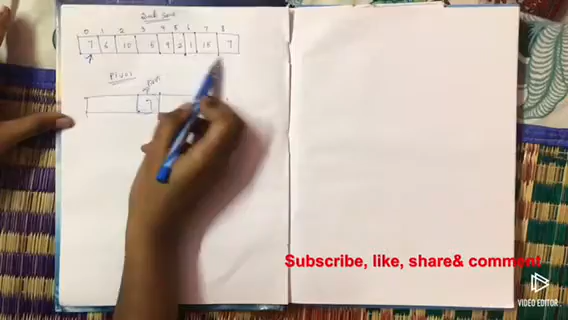 Quick Sort
0 1 2 3 4 5 6 7 8
7 6 10 5 9 2 1 15 7
Pivot
7
Subscribe, like, share& comment
VIDEO EDITOR